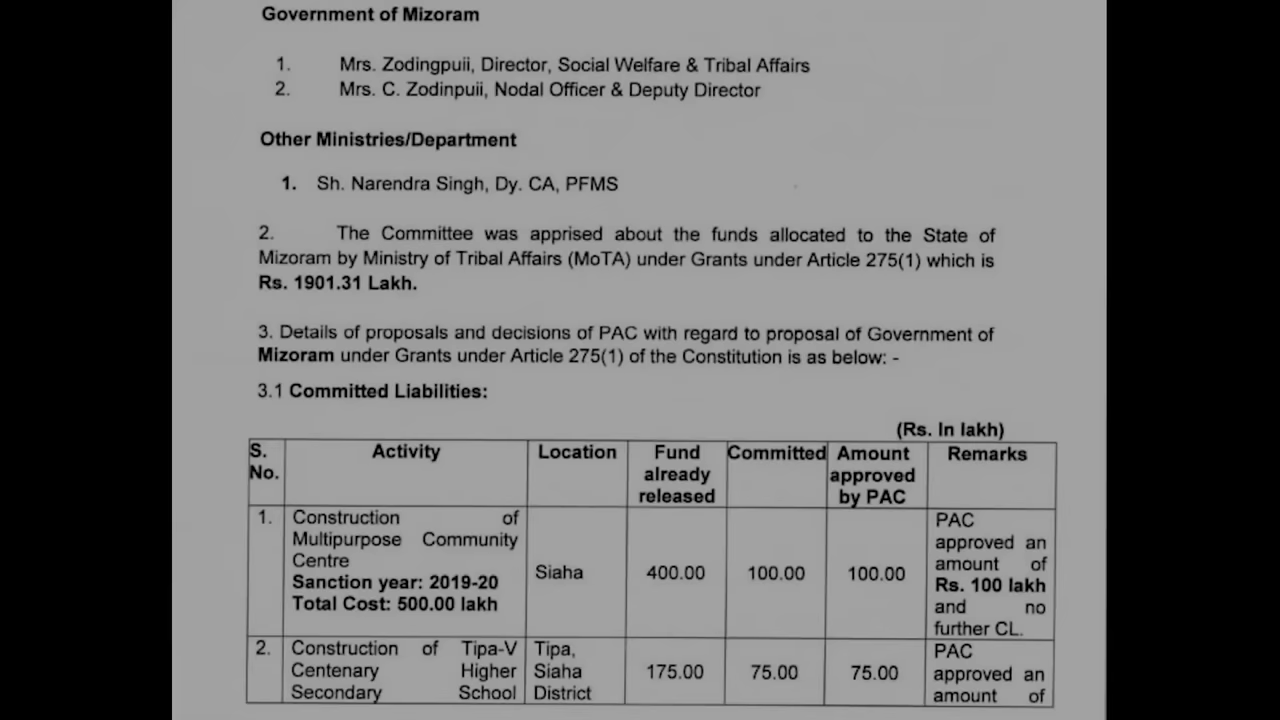 Government of Mizoram
1. Mrs. Zodingpuii, Director, Social Welfare & Tribal Affairs
2. Mrs. C. Zodinpuii, Nodal Officer & Deputy Director
Other Ministries/Department
1. Sh. Narendra Singh, Dy. CA, PFMS
2. The Committee was apprised about the funds allocated to the State of
Mizoram by Ministry of Tribal Affairs (MoTA) under Grants under Article 275(1) which is
Rs. 1901.31 Lakh.
3. Details of proposals and decisions of PAC with regard to proposal of Government of
Mizoram under Grants under Article 275(1) of the Constitution is as below: -
3.1 Committed Liabilities:
(Rs. In lakh)
S.
No.
Activity
Location
Fund
already
released
Committed
Amount
approved
by PAC
Remarks
1.
Construction of
Multipurpose Community
Centre
Sanction year: 2019-20
Total Cost: 500.00 lakh
Siaha
400.00
100.00
100.00
PAC
approved an
amount of
Rs. 100 lakh
and no
further CL.
2.
Construction of Tipa-V
Centenary Higher
Secondary School
Tipa,
Siaha
District
175.00
75.00
75.00
PAC
approved an
amount of